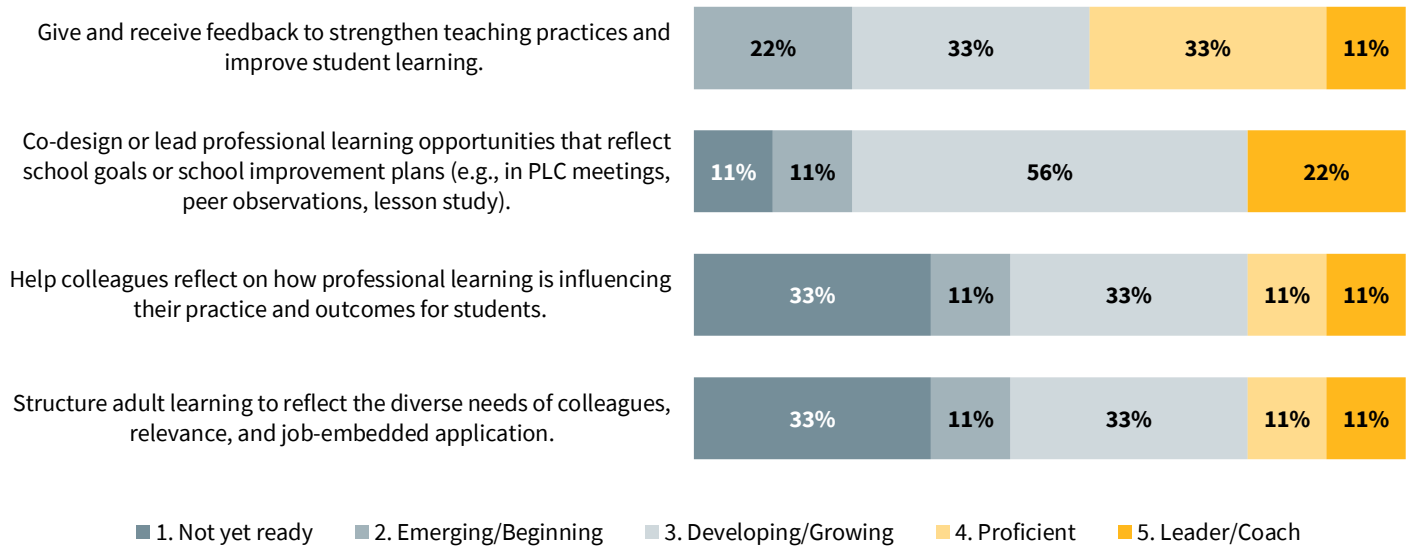 Give and receive feedback to strengthen teaching practices and
improve student learning.
22% 33% 33% 11%
Co-design or lead professional learning opportunities that reflect
school goals or school improvement plans (e.g., in PLC meetings,
peer observations, lesson study).
11% 11% 56% 22%
Help colleagues reflect on how professional learning is influencing
their practice and outcomes for students.
33% 11% 33% 11% 11%
Structure adult learning to reflect the diverse needs of colleagues,
relevance, and job-embedded application.
33% 11% 33% 11% 11%
1. Not yet ready 2. Emerging/Beginning 3. Developing/Growing 4. Proficient 5. Leader/Coach